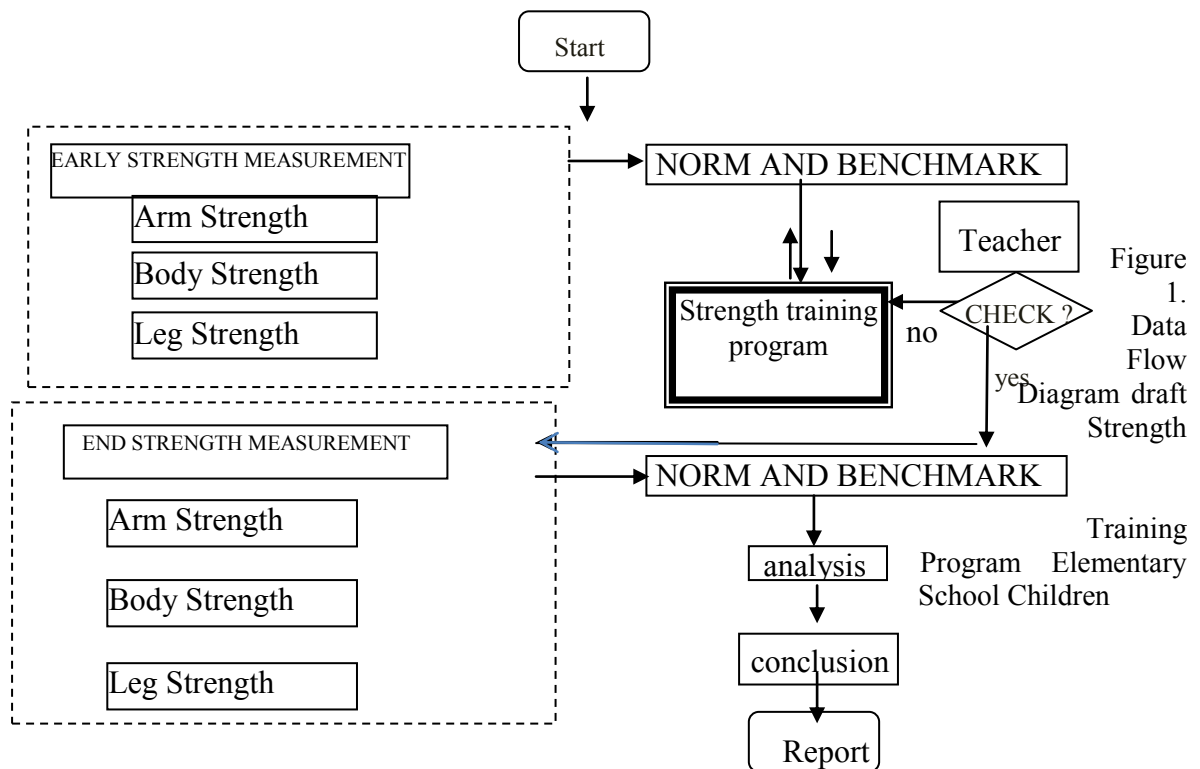 Start
EARLY STRENGTH MEASUREMENT
Arm Strength
Body Strength
Leg Strength
NORM AND BENCHMARK
Teacher
CHECK ?
no
yes
Strength training
program
END STRENGTH MEASUREMENT
Arm Strength
Body Strength
Leg Strength
NORM AND BENCHMARK
analysis
conclusion
Report
Figure
1.
Data
Flow
Diagram draft
Strength
Training
Program Elementary
School Children